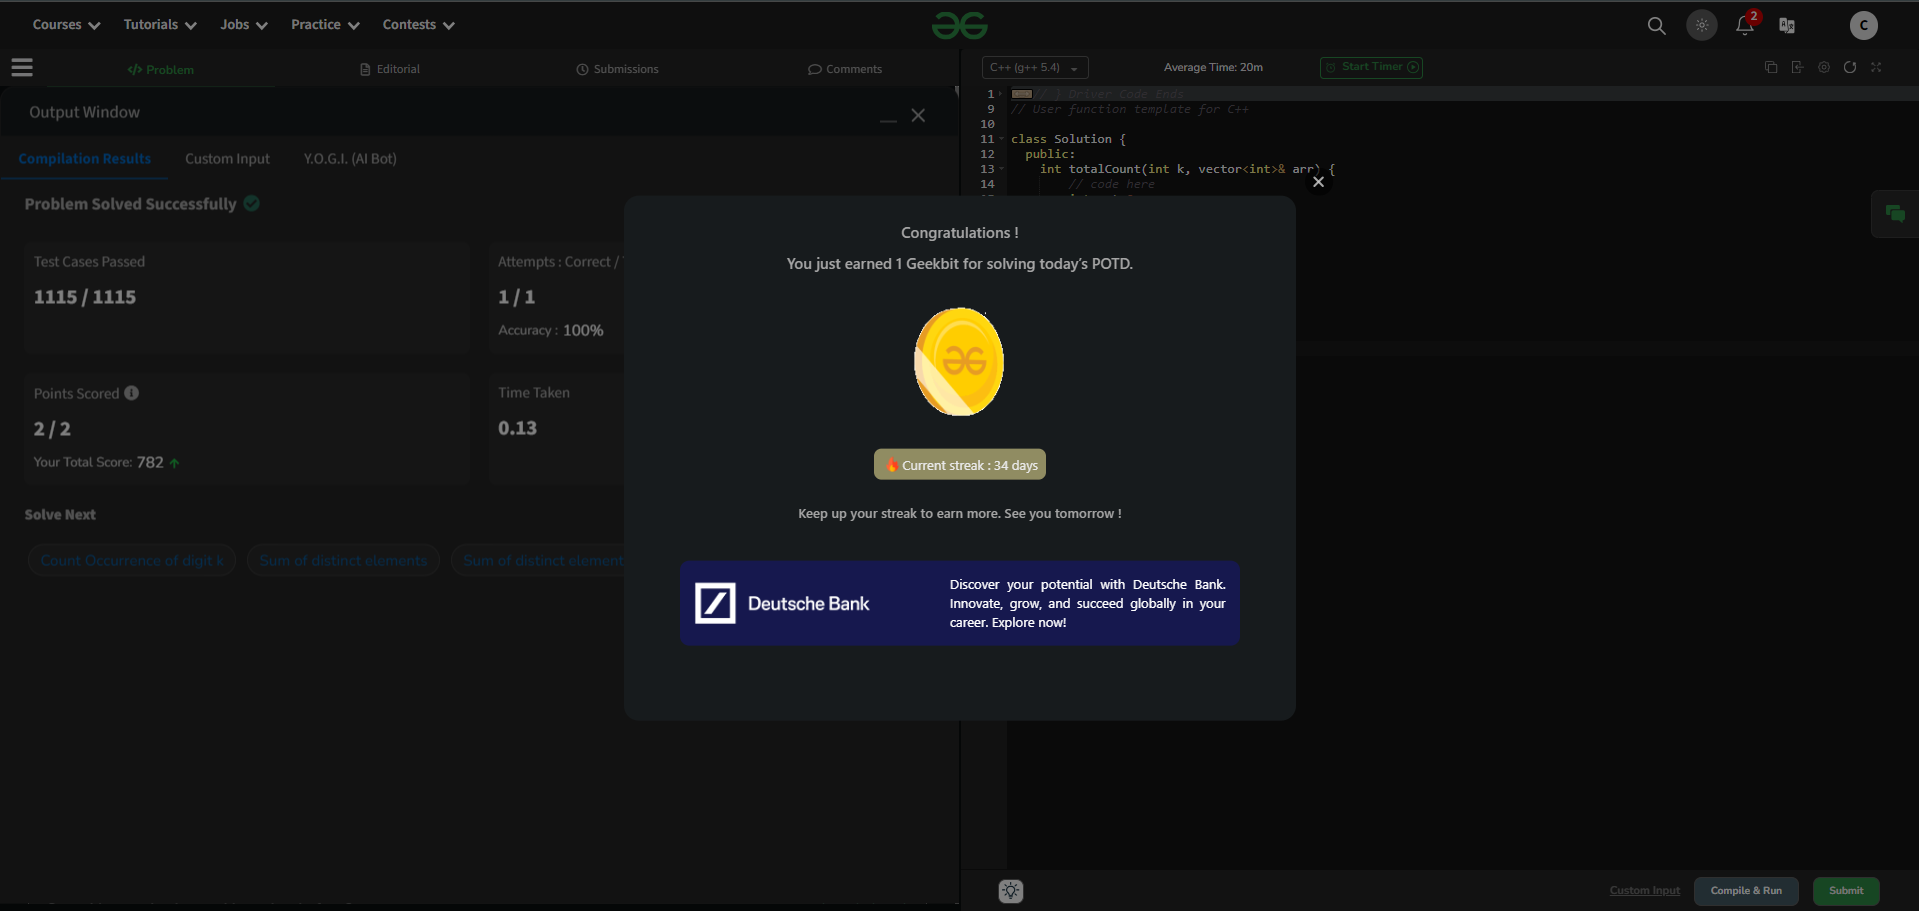 Courses Tutorials Jobs Practice Contests
2
C
Problem Editorial Submissions Comments
C++ (g++ 5.4) Average Time: 20m Start Timer
Output Window
Compilation Results Custom Input Y.O.G.I. (AI Bot)
Problem Solved Successfully
Test Cases Passed
1115 / 1115
Attempts : Correct /
1 / 1
Accuracy : 100%
Points Scored
2 / 2
Your Total Score: 782
Time Taken
0.13
Solve Next
Count Occurrence of digit k Sum of distinct elements Sum of distinct element
1 // } Driver Code Ends
9 // User function template for C++
10
11 class Solution {
12 public:
13 int totalCount(int k, vector<int>& arr) {
14 // code here
Congratulations !
You just earned 1 Geekbit for solving today's POTD.
Current streak : 34 days
Keep up your streak to earn more. See you tomorrow !
Deutsche Bank
Discover your potential with Deutsche Bank.
Innovate, grow, and succeed globally in your
career. Explore now!
Custom Input Compile & Run Submit